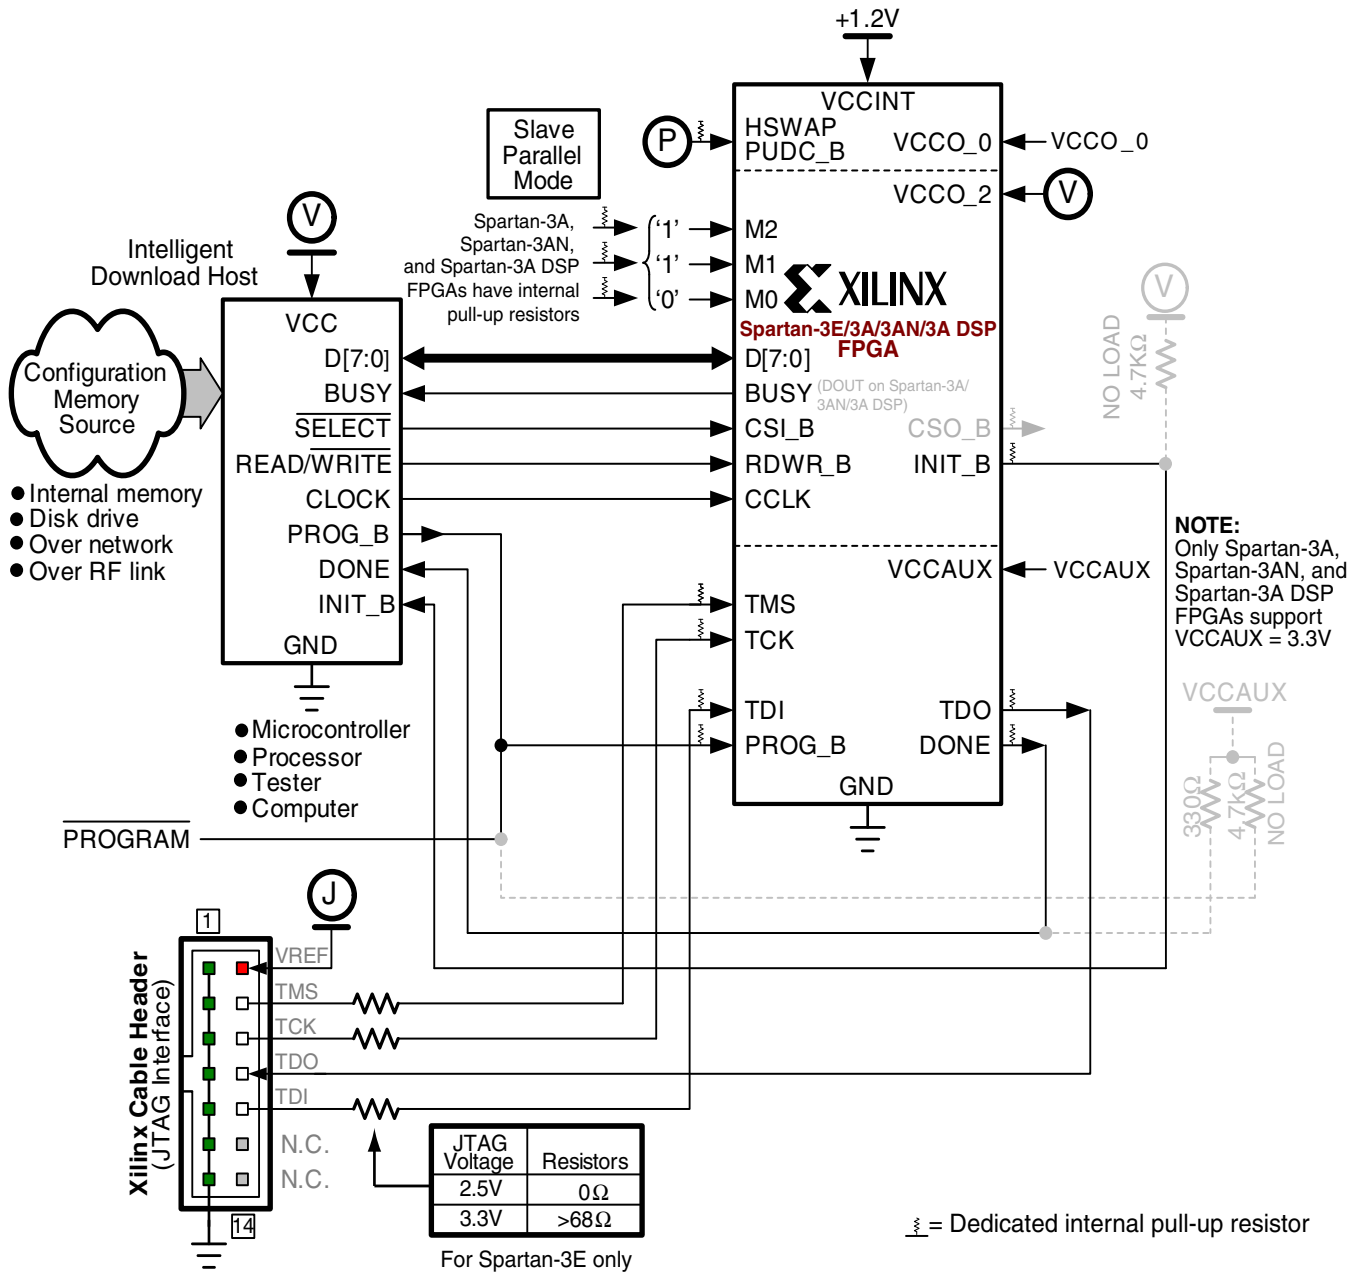 +1.2V
VCCINT
HSWAP
PUDC_B
VCCO_0
VCCO_0
P
Slave
Parallel
Mode
VCCO_2
V
V
Spartan-3A,
Spartan-3AN,
and Spartan-3A DSP
FPGAs have internal
pull-up resistors
'1'
'1'
'0'
M2
M1
M0
XILINX
Spartan-3E/3A/3AN/3A DSP
FPGA
Intelligent
Download Host
VCC
D[7:0]
BUSY
SELECT
READ/WRITE
CLOCK
PROG_B
DONE
INIT_B
GND
Configuration
Memory
Source
Internal memory
Disk drive
Over network
Over RF link
Microcontroller
Processor
Tester
Computer
D[7:0]
BUSY
(DOUT on Spartan-3A/
3AN/3A DSP)
CSI_B
CSO_B
RDWR_B
INIT_B
CCLK
V
NO LOAD
4.7KΩ
NOTE:
Only Spartan-3A,
Spartan-3AN, and
Spartan-3A DSP
FPGAs support
VCCAUX = 3.3V
VCCAUX
VCCAUX
TMS
TCK
TDI
TDO
PROG_B
DONE
GND
VCCAUX
330Ω
4.7kΩ
NO LOAD
PROGRAM
J
1
VREF
TMS
TCK
TDO
TDI
N.C.
N.C.
14
Xilinx Cable Header
(JTAG Interface)
JTAG
Voltage
Resistors
2.5V
0Ω
3.3V
>68Ω
For Spartan-3E only
= Dedicated internal pull-up resistor